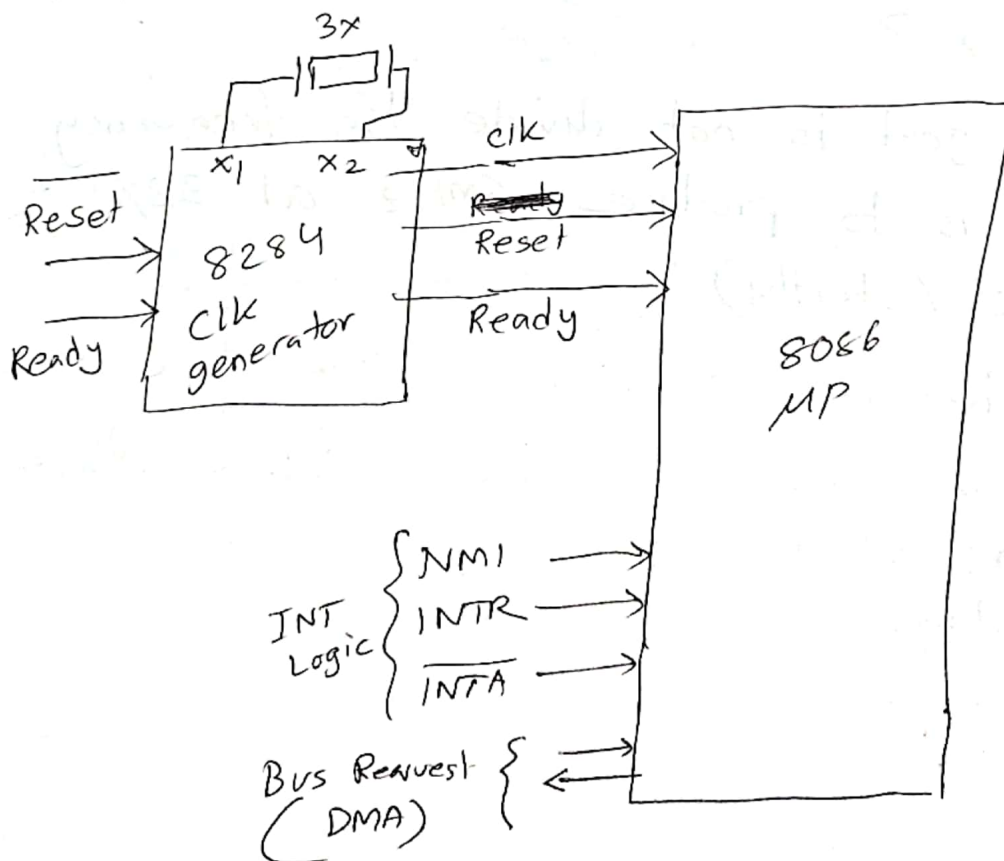 3x
x1 x2
clk
Reset
Reset
Ready
Ready
8284
Clk
generator
8086
MP
INT
Logic
NMI
INTR
INTA
Bus Request
(DMA)